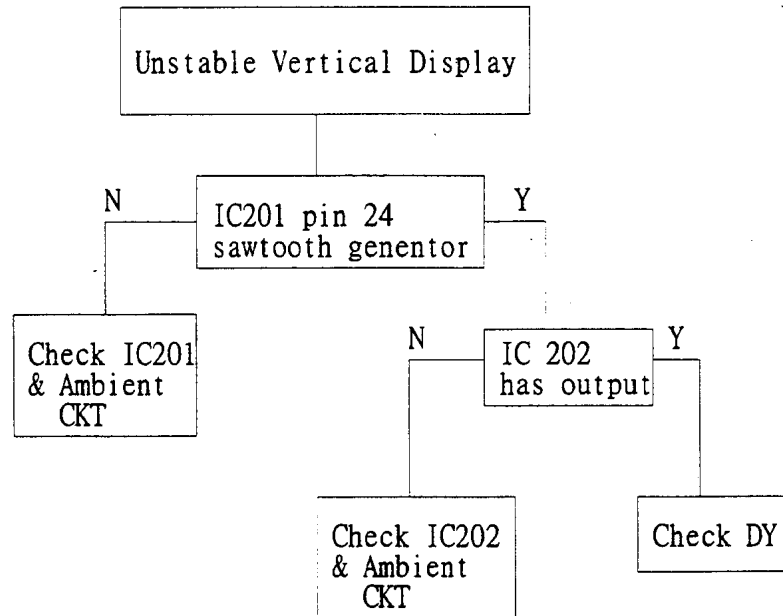 Unstable Vertical Display
N
Y
IC201 pin 24
sawtooth genentor
Check IC201
& Ambient
CKT
N
Y
IC 202
has output
Check IC202
& Ambient
CKT
Check DY